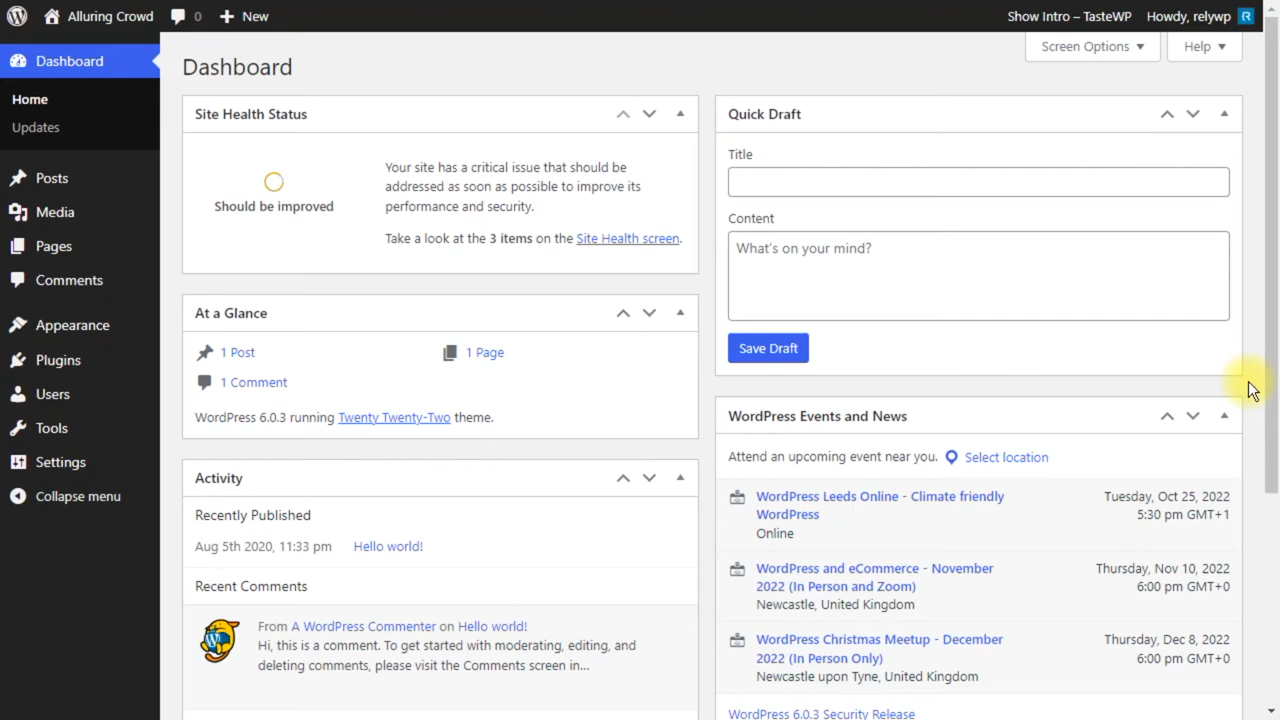 Alluring Crowd 0 New Show Intro – TasteWP Howdy, relywp
Dashboard
Home
Updates
Posts
Media
Pages
Comments
Appearance
Plugins
Users
Tools
Settings
Collapse menu
Screen Options Help
Dashboard
Site Health Status
Should be improved
Your site has a critical issue that should be
addressed as soon as possible to improve its
performance and security.
Take a look at the 3 items on the Site Health screen.
At a Glance
1 Post 1 Page
1 Comment
WordPress 6.0.3 running Twenty Twenty-Two theme.
Activity
Recently Published
Aug 5th 2020, 11:33 pm Hello world!
Recent Comments
From A WordPress Commenter on Hello world!
Hi, this is a comment. To get started with moderating, editing, and
deleting comments, please visit the Comments screen in...
Quick Draft
Title
Content
What's on your mind?
Save Draft
WordPress Events and News
Attend an upcoming event near you. Select location
WordPress Leeds Online - Climate friendly
WordPress
Online
Tuesday, Oct 25, 2022
5:30 pm GMT+1
WordPress and eCommerce - November
2022 (In Person and Zoom)
Newcastle, United Kingdom
Thursday, Nov 10, 2022
6:00 pm GMT+0
WordPress Christmas Meetup - December
2022 (In Person Only)
Newcastle upon Tyne, United Kingdom
Thursday, Dec 8, 2022
6:00 pm GMT+0
WordPress 6.0.3 Security Release